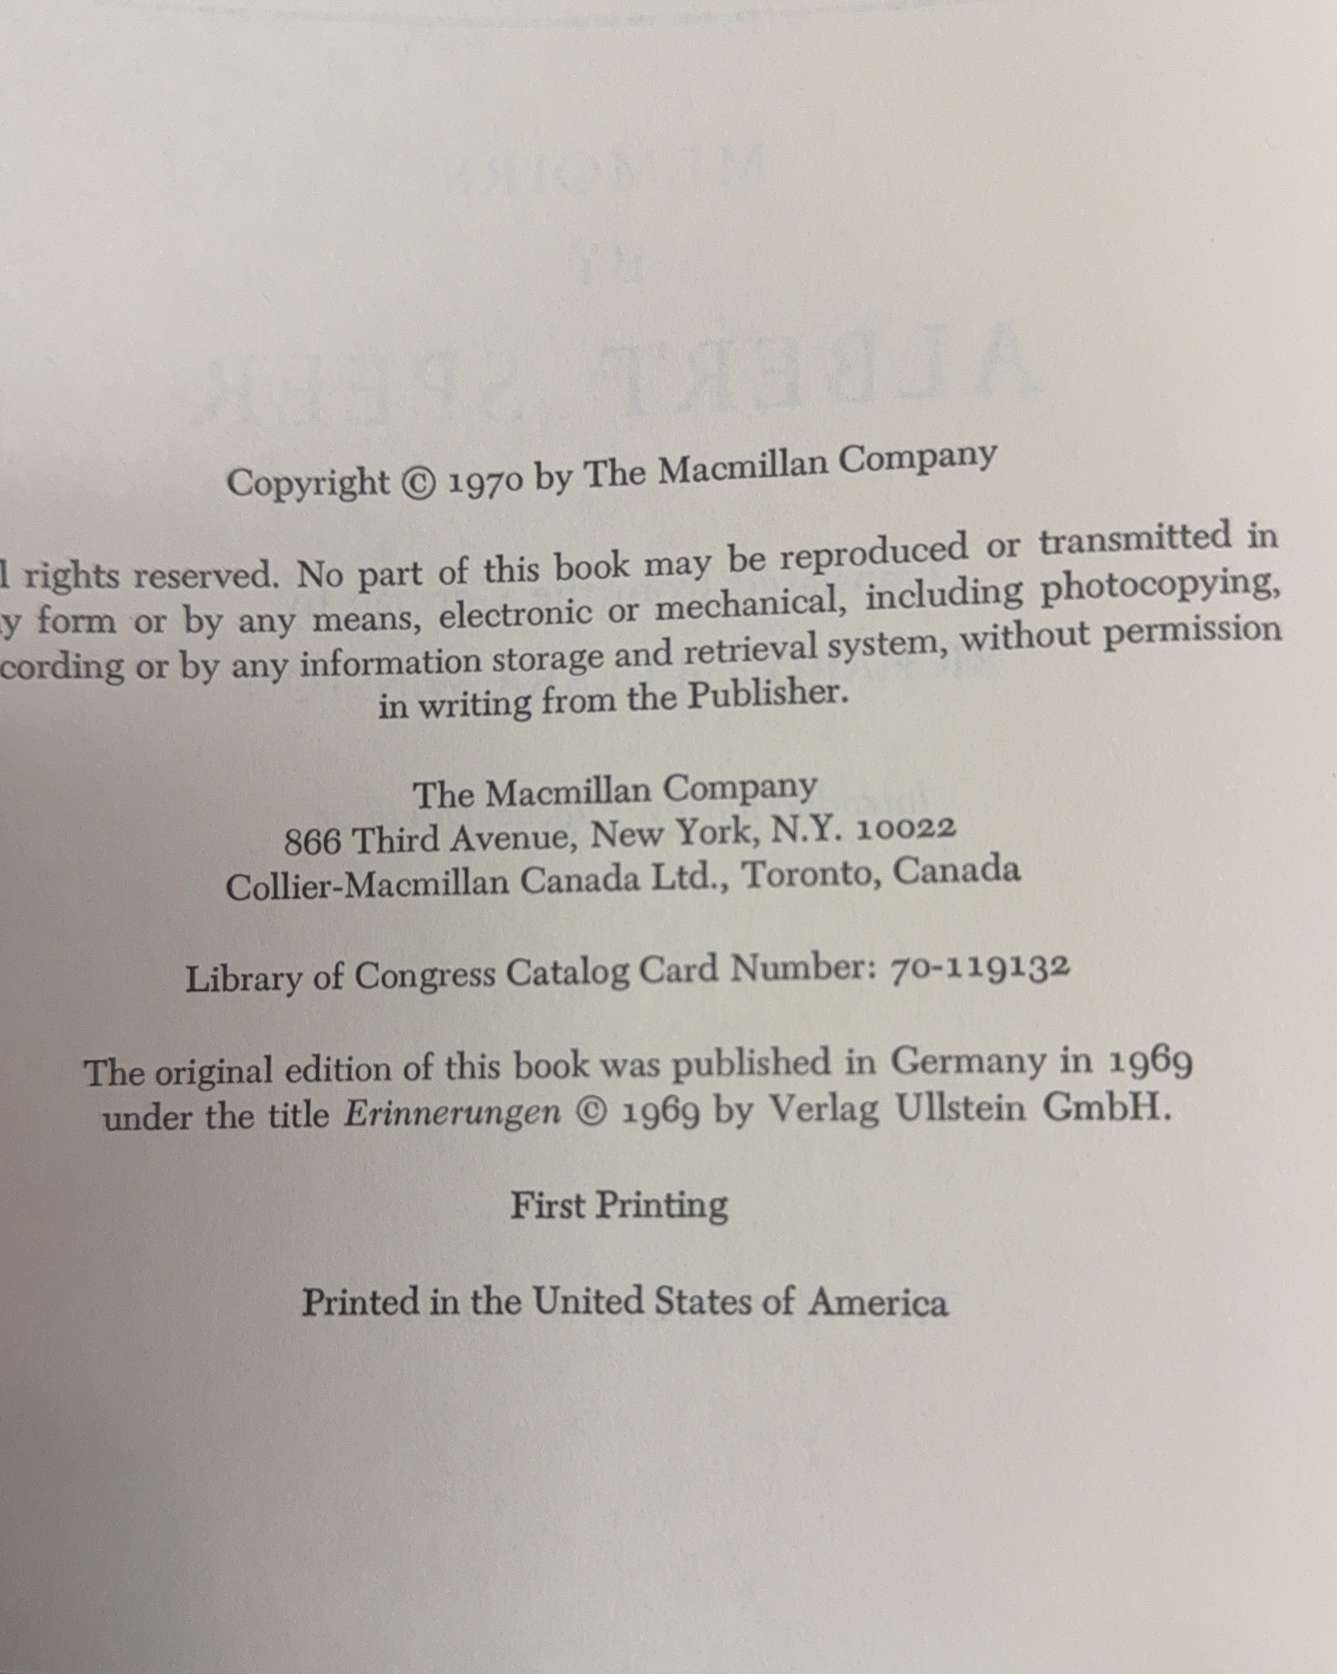 MEMOIRS
BY
ALBERT SPEER
Copyright © 1970 by The Macmillan Company
l rights reserved. No part of this book may be reproduced or transmitted in
y form or by any means, electronic or mechanical, including photocopying,
cording or by any information storage and retrieval system, without permission
in writing from the Publisher.
The Macmillan Company
866 Third Avenue, New York, N.Y. 10022
Collier-Macmillan Canada Ltd., Toronto, Canada
Library of Congress Catalog Card Number: 70-119132
The original edition of this book was published in Germany in 1969
under the title Erinnerungen © 1969 by Verlag Ullstein GmbH.
First Printing
Printed in the United States of America